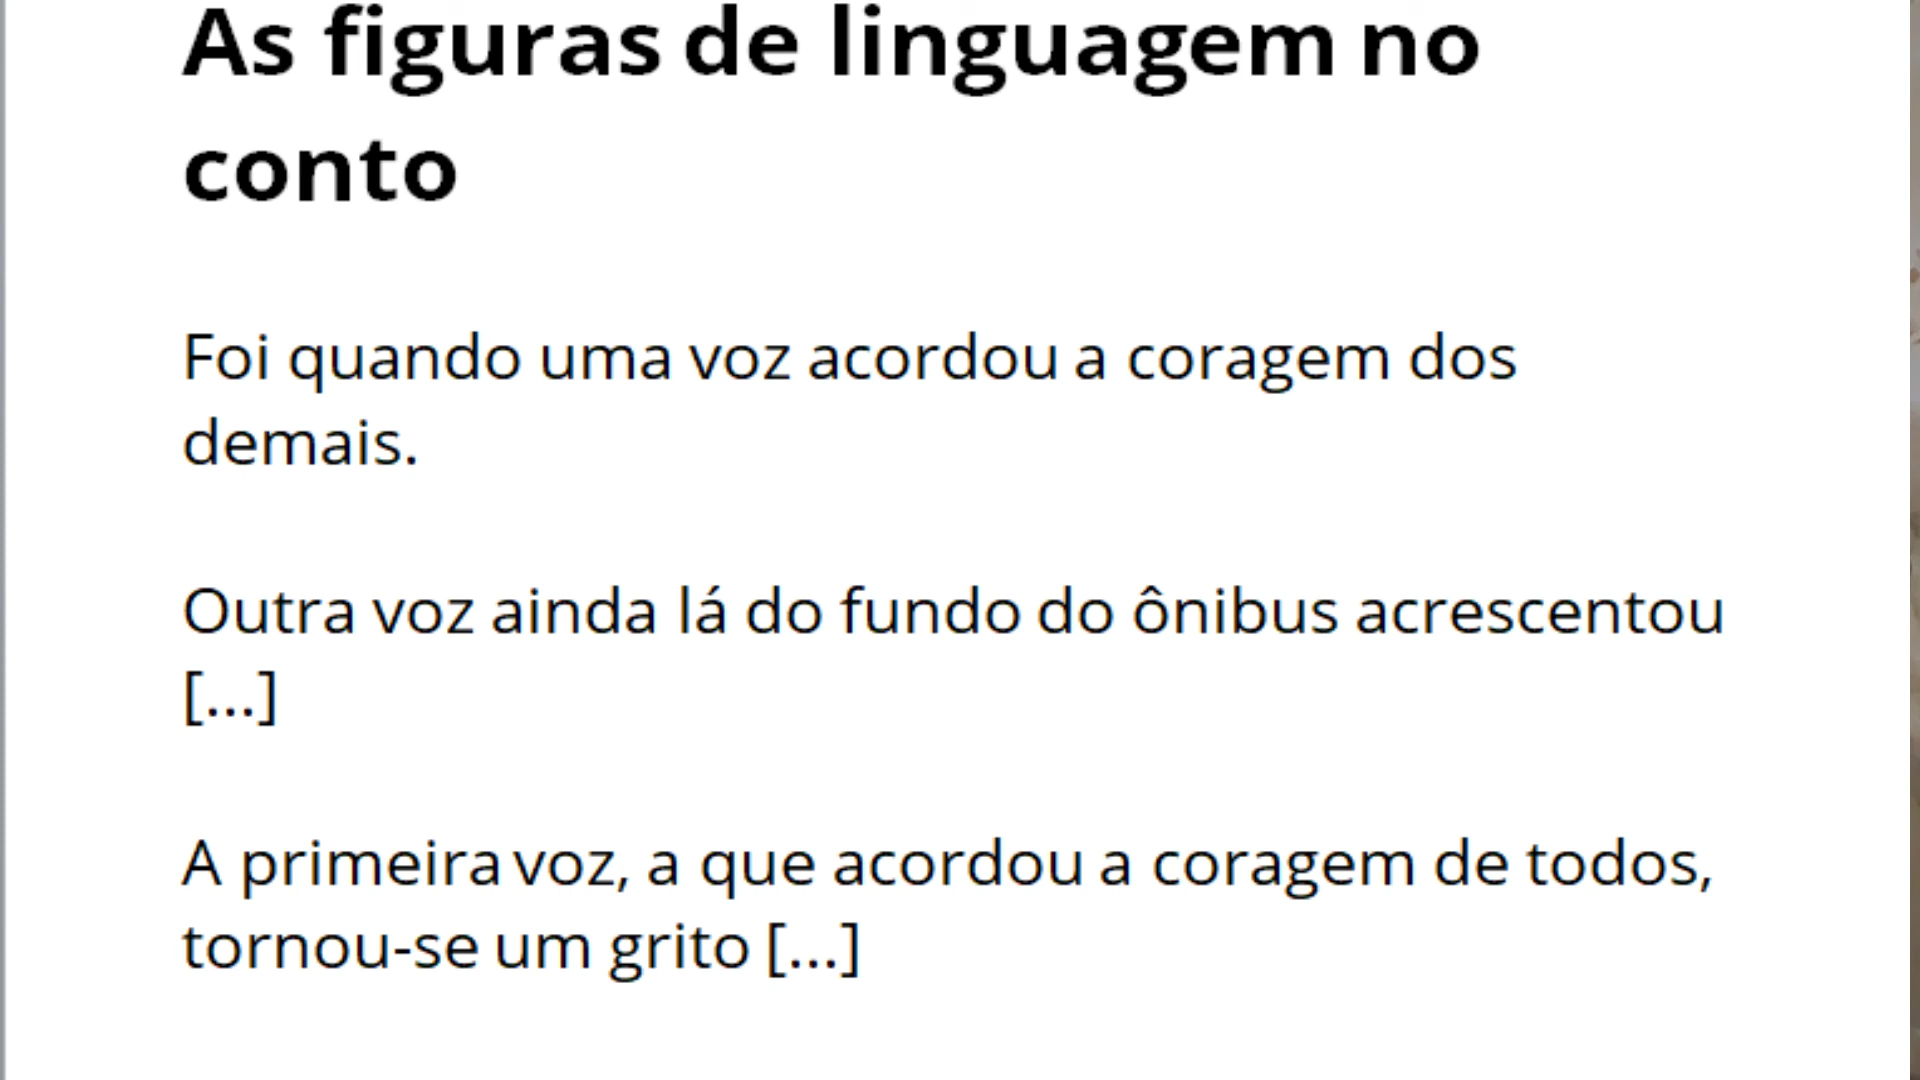 As figuras de linguagem no
conto
Foi quando uma voz acordou a coragem dos
demais.
Outra voz ainda lá do fundo do ônibus acrescentou
[...]
A primeira voz, a que acordou a coragem de todos,
tornou-se um grito [...]